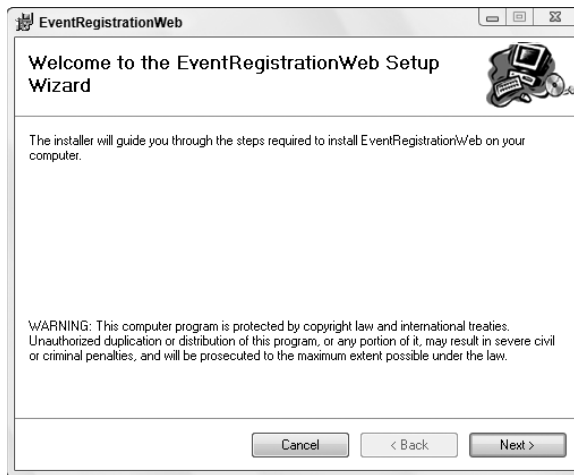 EventRegistrationWeb
Welcome to the EventRegistrationWeb Setup
Wizard
The installer will guide you through the steps required to install EventRegistrationWeb on your
computer.
WARNING: This computer program is protected by copyright law and international treaties.
Unauthorized duplication or distribution of this program, or any portion of it, may result in severe civil
or criminal penalties, and will be prosecuted to the maximum extent possible under the law.
Cancel < Back Next >